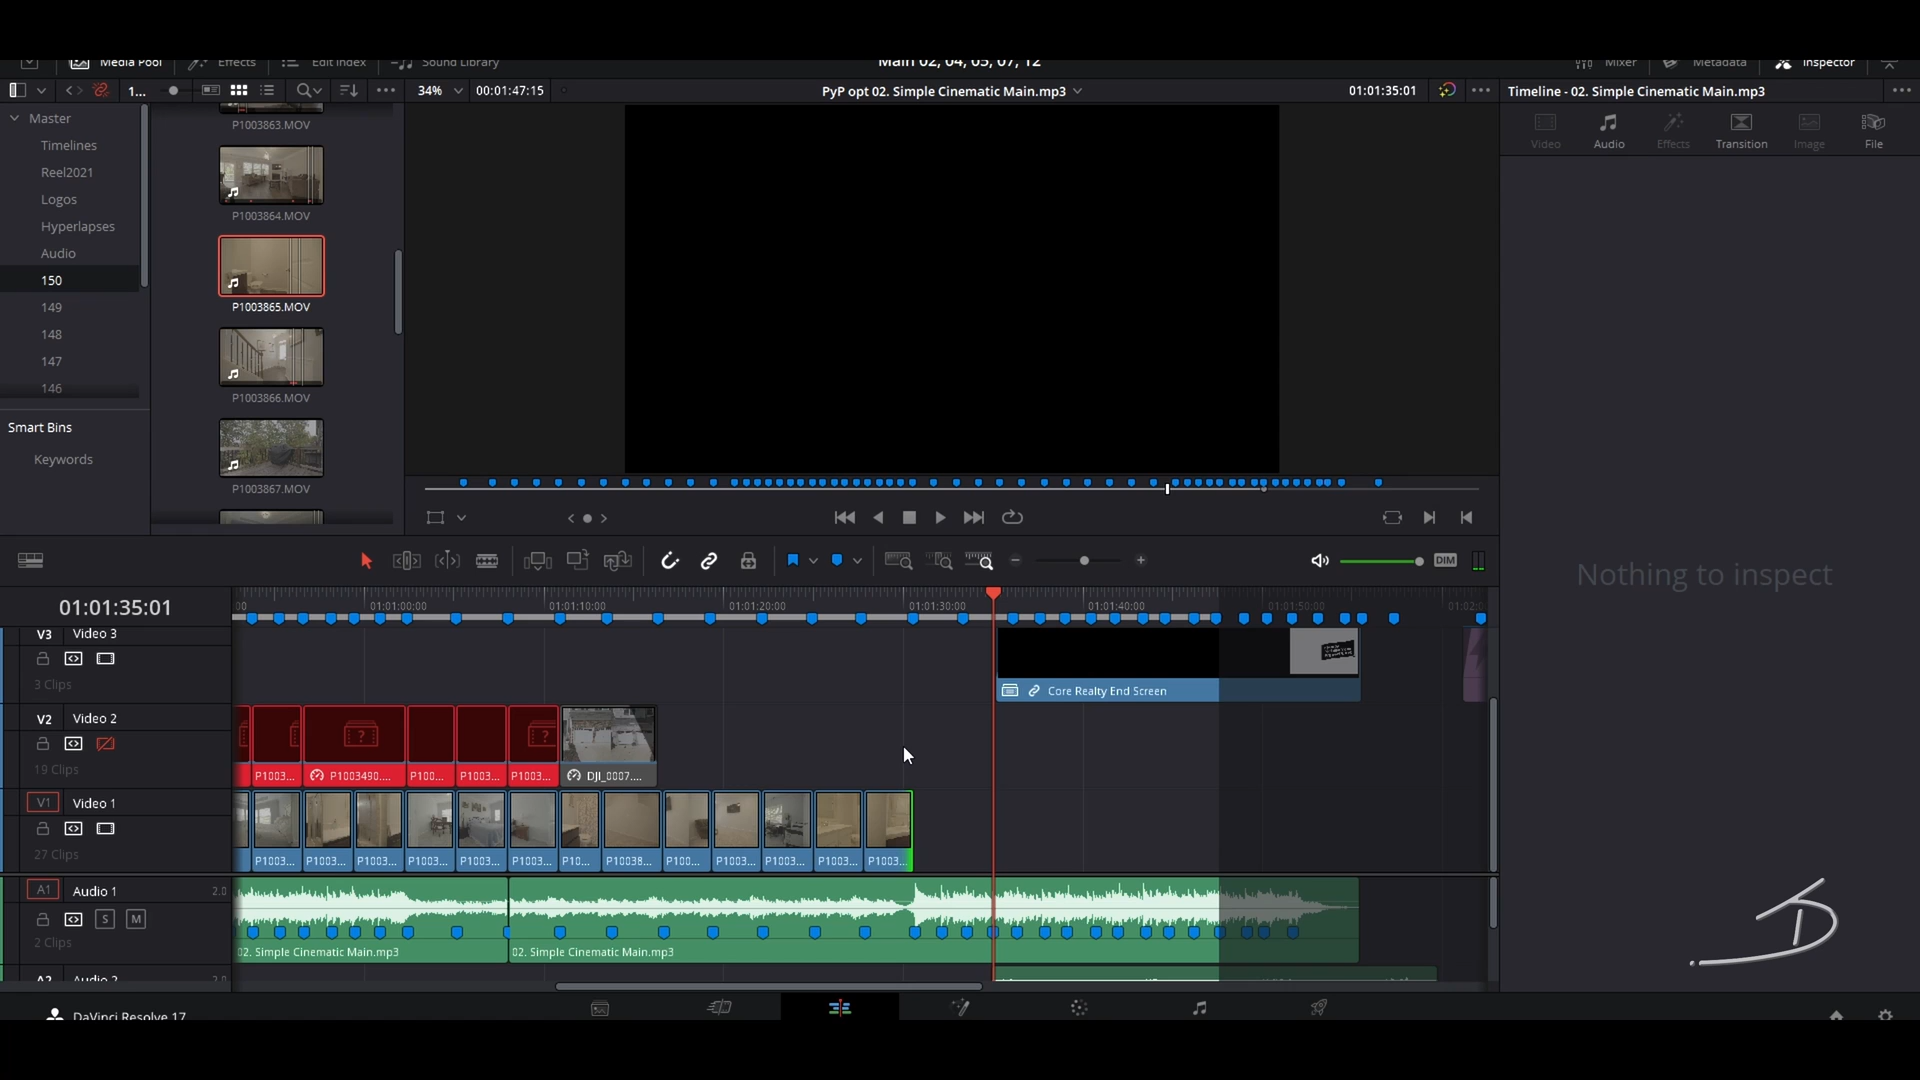 Media Pool
Effects
Edit Index
Sound Library
Main 02, 04, 05, 07, 12
Mixer
Metadata
Inspector
1...
34%
00:01:47:15
PyP opt 02. Simple Cinematic Main.mp3
01:01:35:01
Timeline - 02. Simple Cinematic Main.mp3
Video
Audio
Effects
Transition
Image
File
Master
Timelines
Reel2021
Logos
Hyperlapses
Audio
150
149
148
147
146
Smart Bins
Keywords
P1003863.MOV
P1003864.MOV
P1003865.MOV
P1003866.MOV
P1003867.MOV
Nothing to inspect
DIM
01:01:35:01
:00
01:01:00:00
01:01:10:00
01:01:20:00
01:01:30:00
01:01:40:00
01:01:50:00
01:02:0
V3 Video 3
3 Clips
Core Realty End Screen
V2 Video 2
19 Clips
P1003...
P1003490....
P100...
P1003...
P1003...
DJI_0007....
V1 Video 1
27 Clips
P1003...
P1003...
P1003...
P1003...
P1003...
P1003...
P10...
P10038...
P100...
P1003...
P1003...
P1003...
P1003...
A1 Audio 1 2.0
S M
2 Clips
02. Simple Cinematic Main.mp3
02. Simple Cinematic Main.mp3
A2 Audio 2 2.0
DaVinci Resolve 17